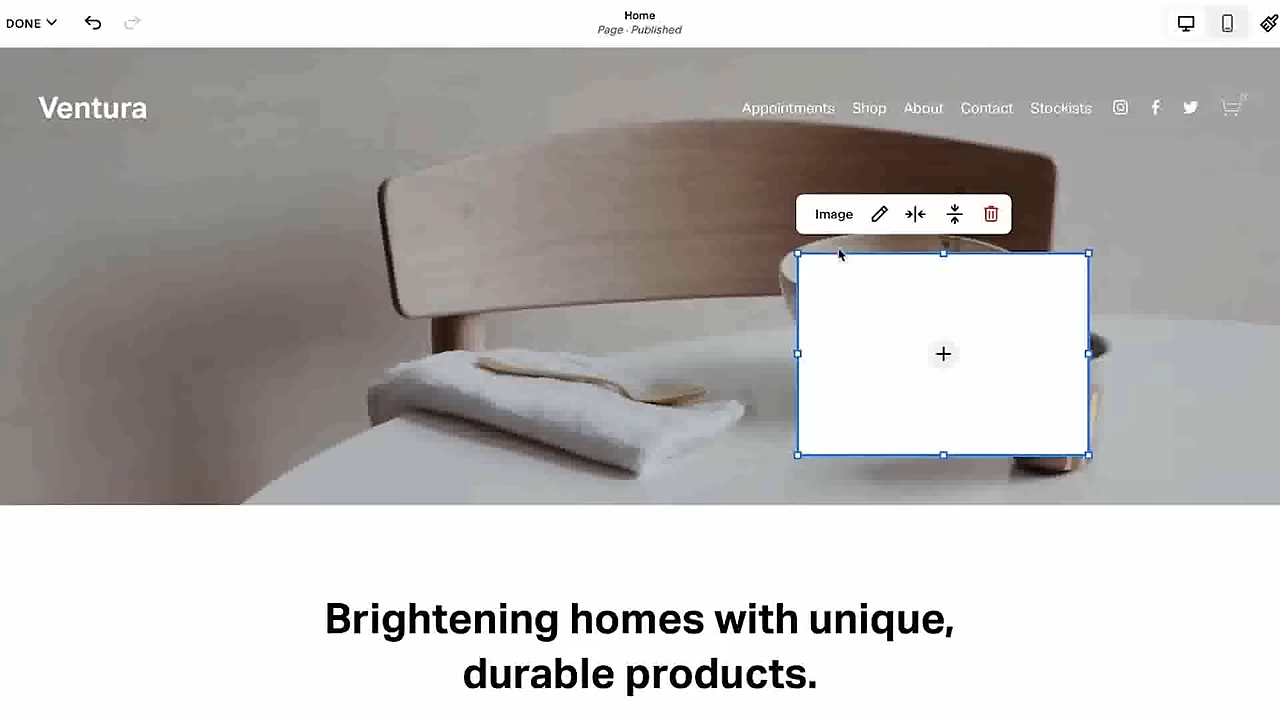 DONE
Home
Page · Published
Ventura
Appointments Shop About Contact Stockists
Image
Brightening homes with unique,
durable products.